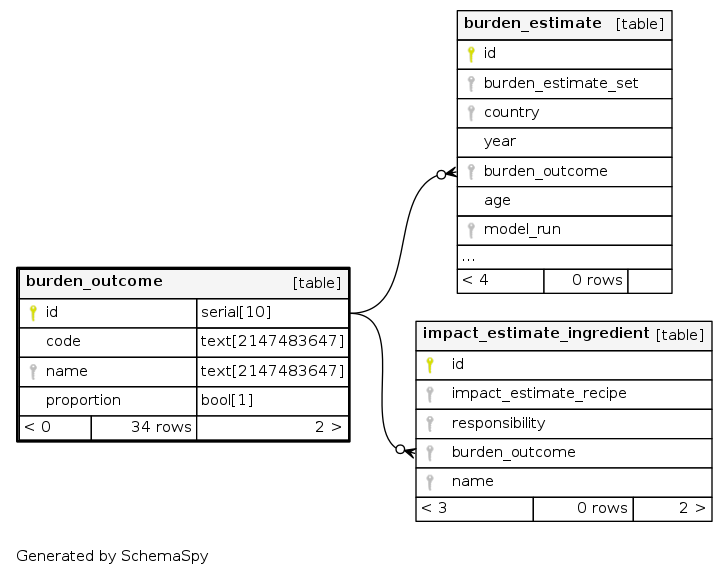 burden_estimate [table]
id
burden_estimate_set
country
year
burden_outcome
age
model_run
...
< 4 0 rows
burden_outcome [table]
id serial[10]
code text[2147483647]
name text[2147483647]
proportion bool[1]
< 0 34 rows 2 >
impact_estimate_ingredient [table]
id
impact_estimate_recipe
responsibility
burden_outcome
name
< 3 0 rows 2 >
Generated by SchemaSpy